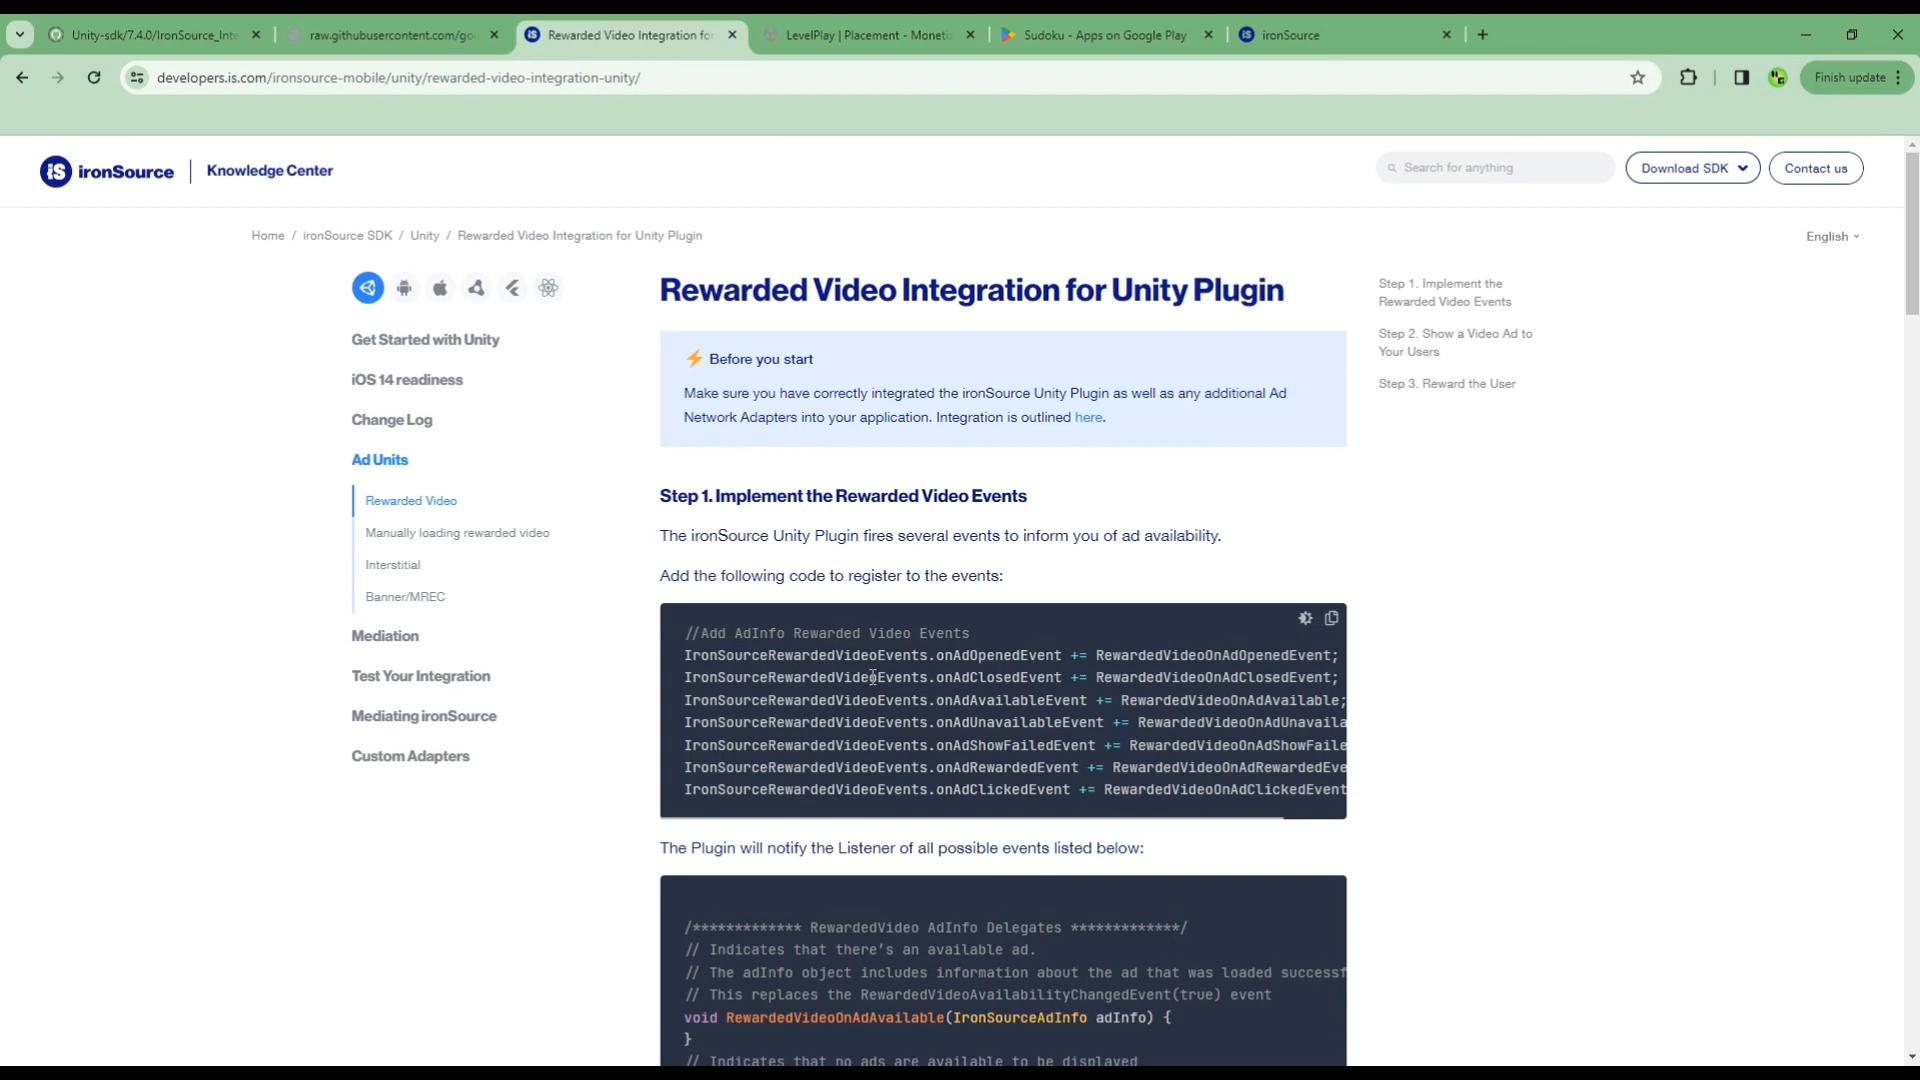 Unity-sdk/7.4.0/IronSource_Inte
raw.githubusercontent.com/go
Rewarded Video Integration fo
LevelPlay | Placement - Moneti
Sudoku - Apps on Google Play
ironSource
developers.is.com/ironsource-mobile/unity/rewarded-video-integration-unity/
Finish update
iS ironSource
Knowledge Center
Search for anything
Download SDK
Contact us
Home / ironSource SDK / Unity / Rewarded Video Integration for Unity Plugin
English
Get Started with Unity
iOS 14 readiness
Change Log
Ad Units
Rewarded Video
Manually loading rewarded video
Interstitial
Banner/MREC
Mediation
Test Your Integration
Mediating ironSource
Custom Adapters
Rewarded Video Integration for Unity Plugin
Before you start
Make sure you have correctly integrated the ironSource Unity Plugin as well as any additional Ad
Network Adapters into your application. Integration is outlined here.
Step 1. Implement the Rewarded Video Events
The ironSource Unity Plugin fires several events to inform you of ad availability.
Add the following code to register to the events:
//Add AdInfo Rewarded Video Events
IronSourceRewardedVideoEvents.onAdOpenedEvent += RewardedVideoOnAdOpenedEvent;
IronSourceRewardedVideoEvents.onAdClosedEvent += RewardedVideoOnAdClosedEvent;
IronSourceRewardedVideoEvents.onAdAvailableEvent += RewardedVideoOnAdAvailable;
IronSourceRewardedVideoEvents.onAdUnavailableEvent += RewardedVideoOnAdUnavaila
IronSourceRewardedVideoEvents.onAdShowFailedEvent += RewardedVideoOnAdShowFaile
IronSourceRewardedVideoEvents.onAdRewardedEvent += RewardedVideoOnAdRewardedEve
IronSourceRewardedVideoEvents.onAdClickedEvent += RewardedVideoOnAdClickedEvent
The Plugin will notify the Listener of all possible events listed below:
/************* RewardedVideo AdInfo Delegates *************/
// Indicates that there's an available ad.
// The adInfo object includes information about the ad that was loaded successf
// This replaces the RewardedVideoAvailabilityChangedEvent(true) event
void RewardedVideoOnAdAvailable(IronSourceAdInfo adInfo) {
}
// Indicates that no ads are available to be displayed
Step 1. Implement the
Rewarded Video Events
Step 2. Show a Video Ad to
Your Users
Step 3. Reward the User